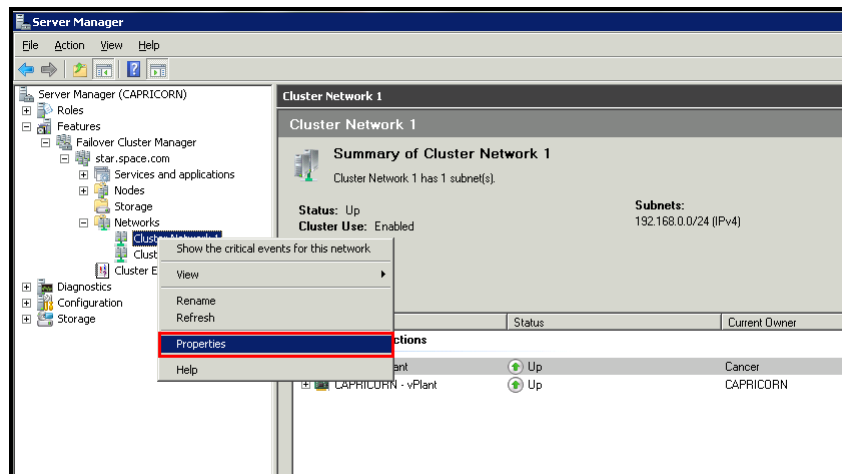 Server Manager
File Action View Help
Server Manager (CAPRICORN)
Roles
Features
Failover Cluster Manager
star.space.com
Services and applications
Nodes
Storage
Networks
Cluster Network 1
Clust
Cluster E
Diagnostics
Configuration
Storage
Show the critical events for this network
View
Rename
Refresh
Properties
Help
Cluster Network 1
Cluster Network 1
Summary of Cluster Network 1
Cluster Network 1 has 1 subnet(s).
Status: Up
Cluster Use: Enabled
Subnets:
192.168.0.0/24 (IPv4)
Status Current Owner
ctions
ant Up Cancer
CAPRICORN - vPlant Up CAPRICORN